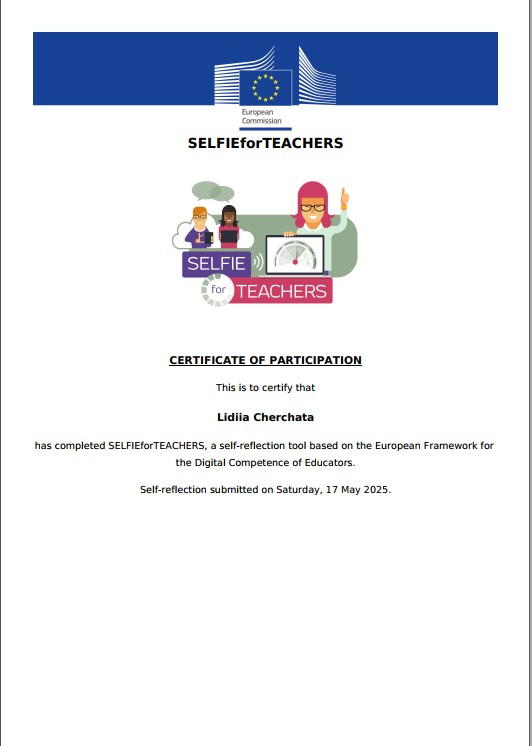 European
Commission
SELFIEforTEACHERS
SELFIE
for
TEACHERS
CERTIFICATE OF PARTICIPATION
This is to certify that
Lidiia Cherchata
has completed SELFIEforTEACHERS, a self-reflection tool based on the European Framework for
the Digital Competence of Educators.
Self-reflection submitted on Saturday, 17 May 2025.